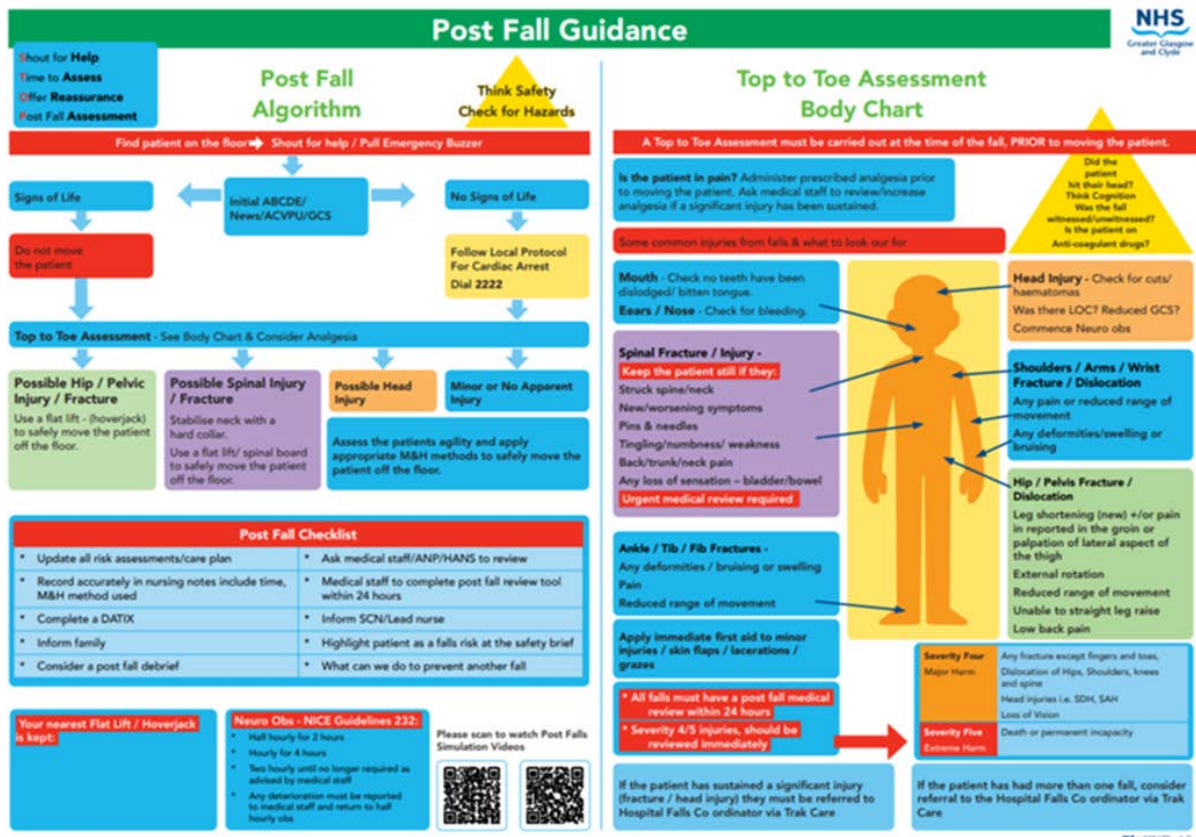 Post Fall Guidance
NHS
Greater Glasgow
and Clyde
Shout for Help
Time to Assess
Offer Reassurance
Post Fall Assessment
Post Fall
Algorithm
Think Safety
Check for Hazards
Find patient on the floor Shout for help / Pull Emergency Buzzer
Signs of Life
Initial ABCDE/
News/ACVPU/GCS
No Signs of Life
Do not move
the patient
Follow Local Protocol
For Cardiac Arrest
Dial 2222
Top to Toe Assessment - See Body Chart & Consider Analgesia
Possible Hip / Pelvic
Injury / Fracture
Use a flat lift - (hoverjack)
to safely move the patient
off the floor.
Possible Spinal Injury
/ Fracture
Stabilise neck with a
hard collar.
Use a flat lift/ spinal board
to safely move the patient
off the floor.
Possible Head
Injury
Minor or No Apparent
Injury
Assess the patients agility and apply
appropriate M&H methods to safely move the
patient off the floor.
Post Fall Checklist
* Update all risk assessments/care plan
* Ask medical staff/ANP/HANS to review
* Record accurately in nursing notes include time,
M&H method used
* Medical staff to complete post fall review tool
within 24 hours
* Complete a DATIX
* Inform SCN/Lead nurse
* Inform family
* Highlight patient as a falls risk at the safety brief
* Consider a post fall debrief
* What can we do to prevent another fall
Your nearest Flat Lift / Hoverjack
is kept:
Neuro Obs - NICE Guidelines 232:
* Half hourly for 2 hours
* Hourly for 4 hours
* Two hourly until no longer required as
advised by medical staff
* Any deterioration must be reported
to medical staff and return to half
hourly obs
Please scan to watch Post Falls
Simulation Videos
Top to Toe Assessment
Body Chart
A Top to Toe Assessment must be carried out at the time of the fall, PRIOR to moving the patient.
Is the patient in pain? Administer prescribed analgesia prior
to moving the patient. Ask medical staff to review/increase
analgesia if a significant injury has been sustained.
Did the
patient
hit their head?
Think Cognition
Was the fall
witnessed/unwitnessed?
Is the patient on
Anti-coagulant drugs?
Some common injuries from falls & what to look our for
Mouth - Check no teeth have been
dislodged/ bitten tongue.
Eears / Nose - Check for bleeding.
Head Injury - Check for cuts/
haematomas
Was there LOC? Reduced GCS?
Commence Neuro obs
Spinal Fracture / Injury -
Keep the patient still if they:
Struck spine/neck
New/worsening symptoms
Pins & needles
Tingling/numbness/ weakness
Back/trunk/neck pain
Any loss of sensation – bladder/bowel
Urgent medical review required
Shoulders / Arms / Wrist
Fracture / Dislocation
Any pain or reduced range of
movement
Any deformities/swelling or
bruising
Hip / Pelvis Fracture /
Dislocation
Leg shortening (new) +/or pain
in reported in the groin or
palpation of lateral aspect of
the thigh
External rotation
Reduced range of movement
Unable to straight leg raise
Low back pain
Ankle / Tib / Fib Fractures -
Any deformities / bruising or swelling
Pain
Reduced range of movement
Apply immediate first aid to minor
injuries / skin flaps / lacerations /
grazes
* All falls must have a post fall medical
review within 24 hours
* Severity 4/5 injuries, should be
reviewed immediately
Severity Four
Major Harm
Any fracture except fingers and toes,
Dislocation of Hips, Shoulders, knees
and spine
Head injuries i.e. SDH, SAH
Loss of Vision
Severity Five
Extreme Harm
Death or permanent incapacity
If the patient has sustained a significant injury
(fracture / head injury) they must be referred to
Hospital Falls Co ordinator via Trak Care
If the patient has had more than one fall, consider
referral to the Hospital Falls Co ordinator via Trak
Care